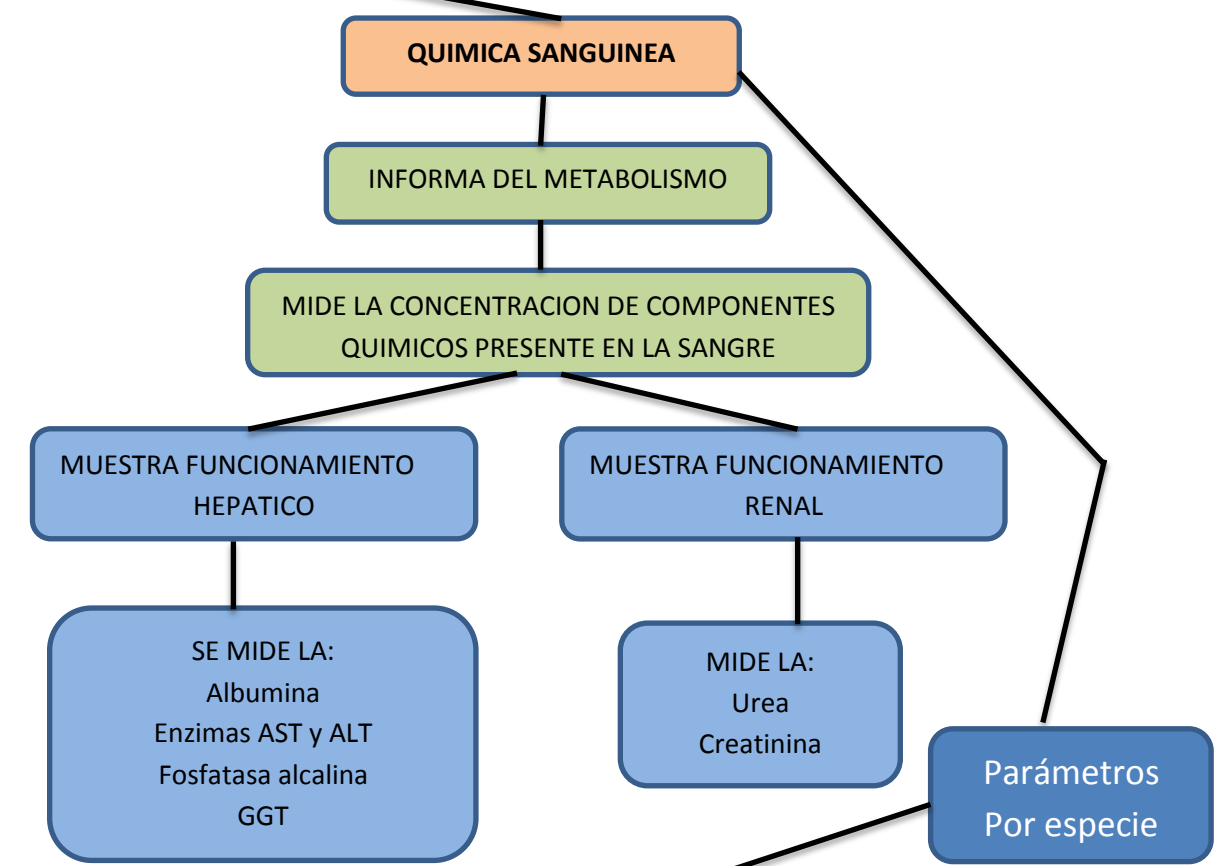 QUIMICA SANGUINEA
INFORMA DEL METABOLISMO
MIDE LA CONCENTRACION DE COMPONENTES
QUIMICOS PRESENTE EN LA SANGRE
MUESTRA FUNCIONAMIENTO
HEPATICO
MUESTRA FUNCIONAMIENTO
RENAL
SE MIDE LA:
Albumina
Enzimas AST y ALT
Fosfatasa alcalina
GGT
MIDE LA:
Urea
Creatinina
Parámetros
Por especie